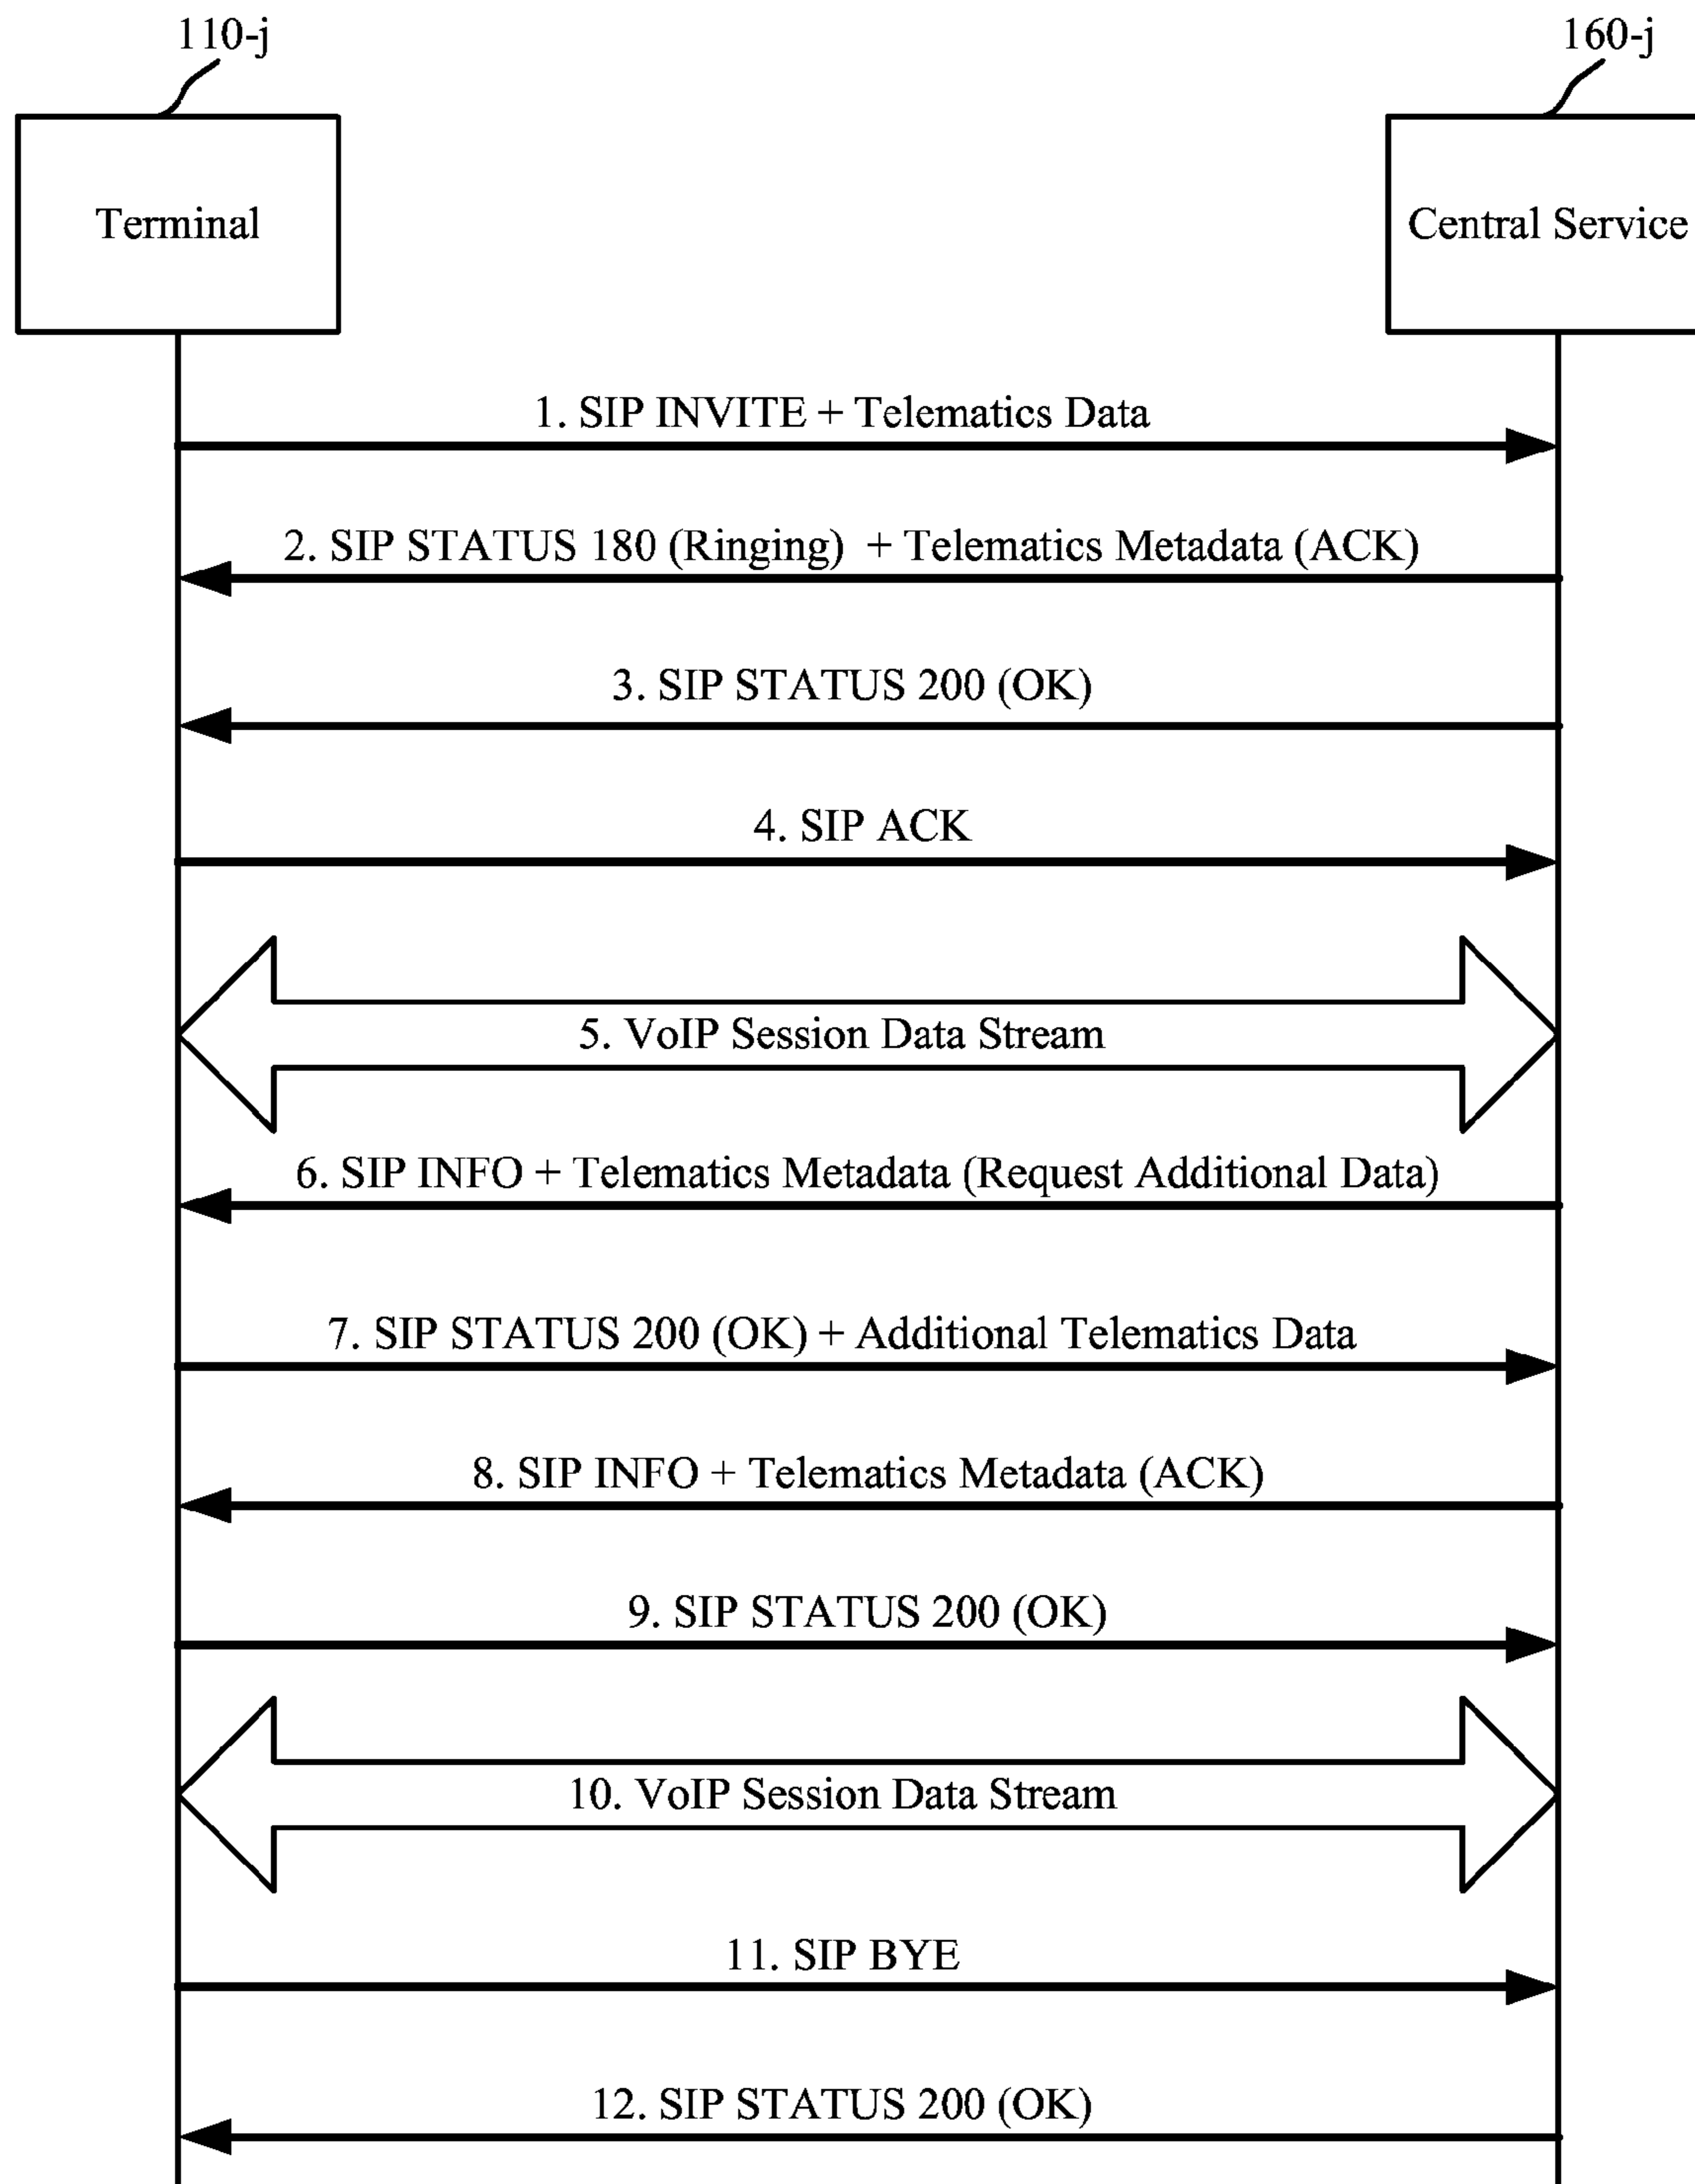 110-j
160-j
Terminal
Central Service
1. SIP INVITE + Telematics Data
2. SIP STATUS 180 (Ringing) + Telematics Metadata (ACK)
3. SIP STATUS 200 (OK)
4. SIP ACK
5. VoIP Session Data Stream
6. SIP INFO + Telematics Metadata (Request Additional Data)
7. SIP STATUS 200 (OK) + Additional Telematics Data
8. SIP INFO + Telematics Metadata (ACK)
9. SIP STATUS 200 (OK)
10. VoIP Session Data Stream
11. SIP BYE
12. SIP STATUS 200 (OK)